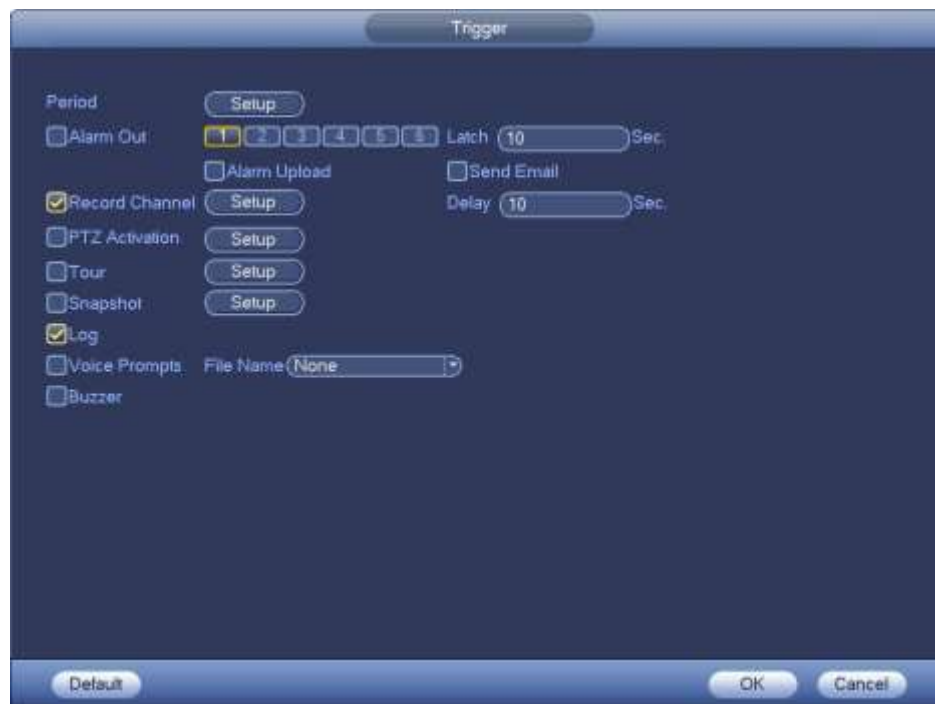 Trigger
Period Setup
Alarm Out 1 2 3 4 5 6 Latch 10 Sec.
Alarm Upload Send Email
Record Channel Setup Delay 10 Sec.
PTZ Activation Setup
Tour Setup
Snapshot Setup
Log
Voice Prompts File Name None
Buzzer
Default OK Cancel